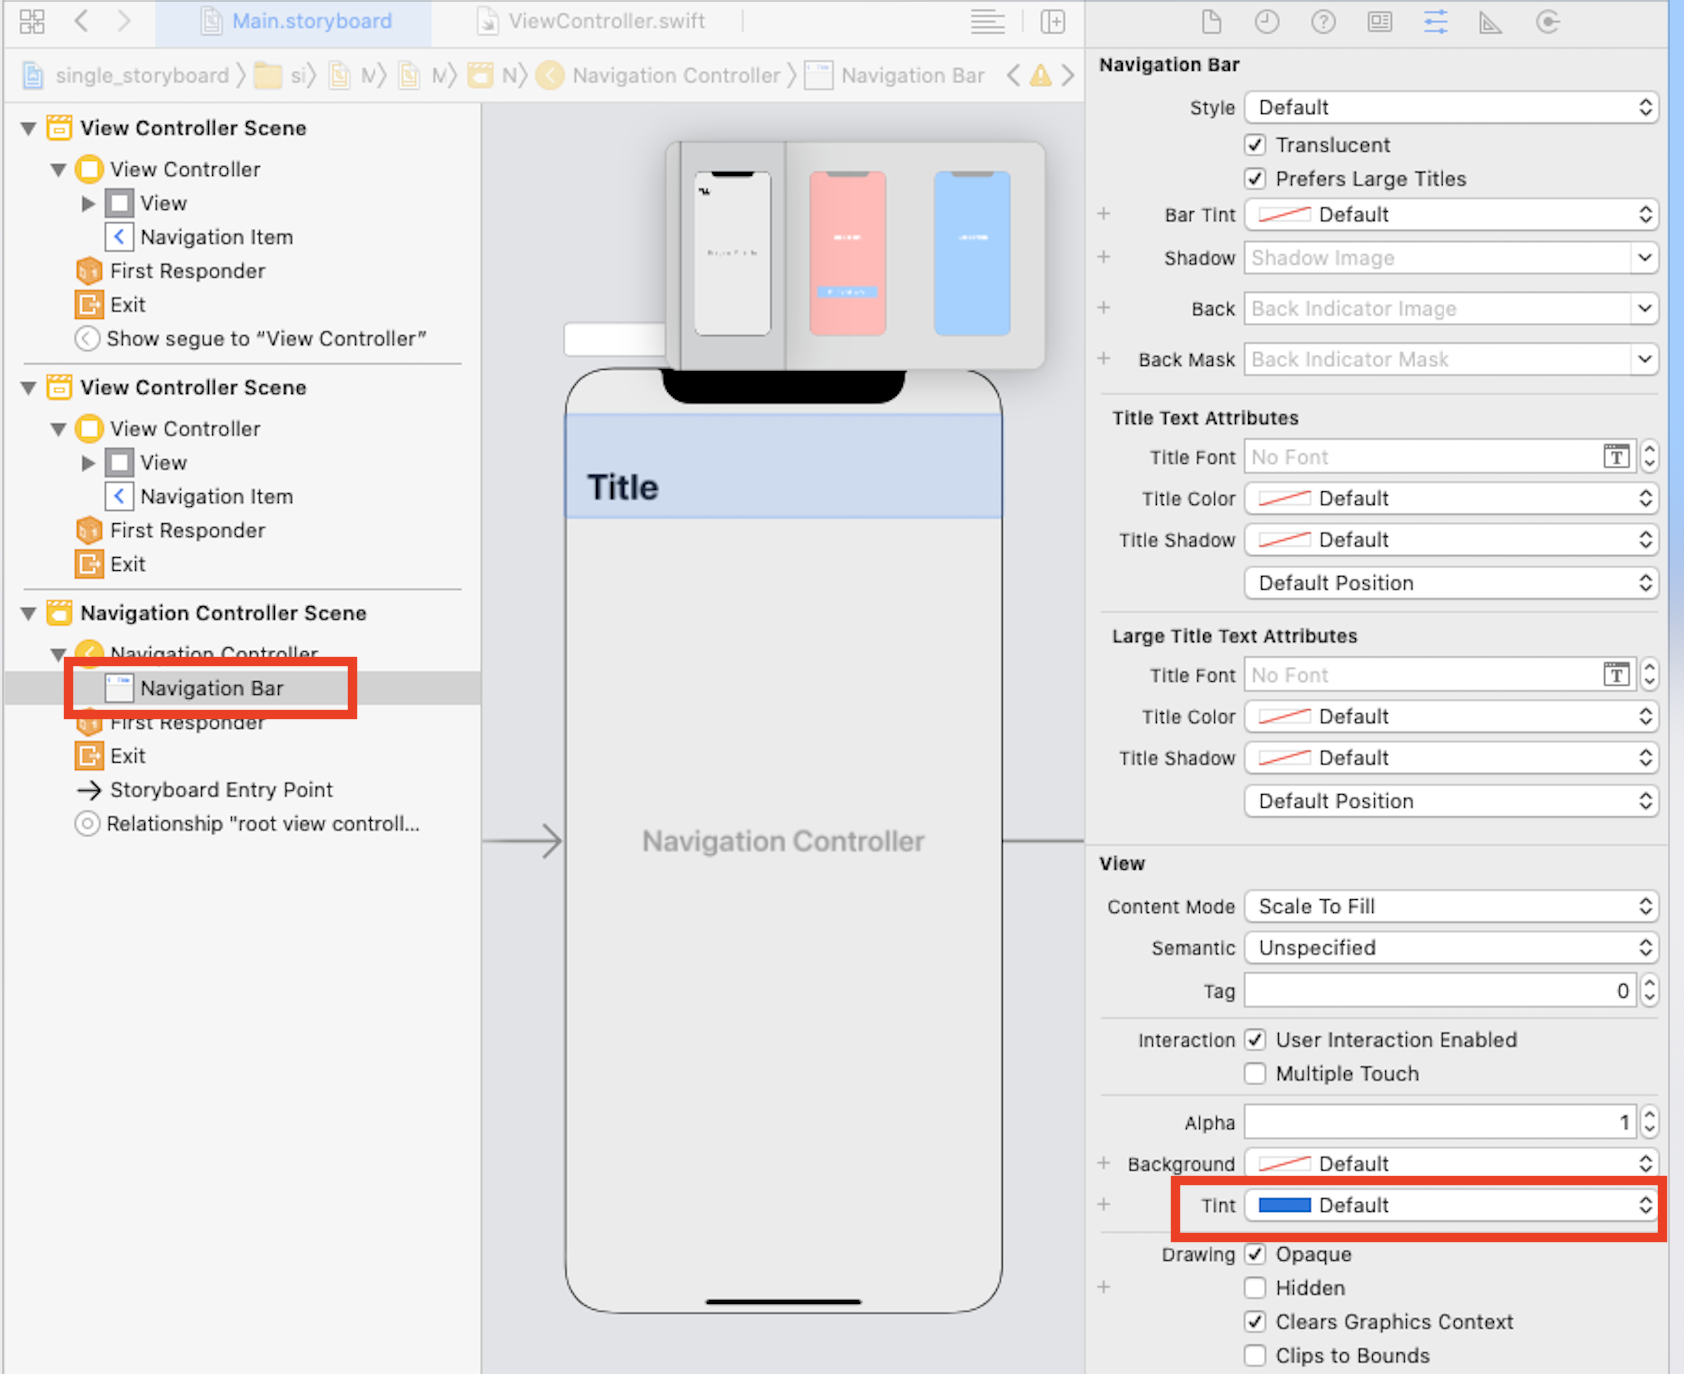 Main.storyboard
ViewController.swift
single_storyboard
si
M
M
N
Navigation Controller
Navigation Bar
View Controller Scene
View Controller
View
Navigation Item
First Responder
Exit
Show segue to “View Controller”
View Controller Scene
View Controller
View
Navigation Item
First Responder
Exit
Navigation Controller Scene
Navigation Controller
Navigation Bar
First Responder
Exit
Storyboard Entry Point
Relationship "root view controll...
Title
Navigation Controller
Navigation Bar
Style Default
Translucent
Prefers Large Titles
Bar Tint Default
Shadow Shadow Image
Back Back Indicator Image
Back Mask Back Indicator Mask
Title Text Attributes
Title Font No Font T
Title Color Default
Title Shadow Default
Default Position
Large Title Text Attributes
Title Font No Font T
Title Color Default
Title Shadow Default
Default Position
View
Content Mode Scale To Fill
Semantic Unspecified
Tag 0
Interaction User Interaction Enabled
Multiple Touch
Alpha 1
Background Default
Tint Default
Drawing Opaque
Hidden
Clears Graphics Context
Clips to Bounds